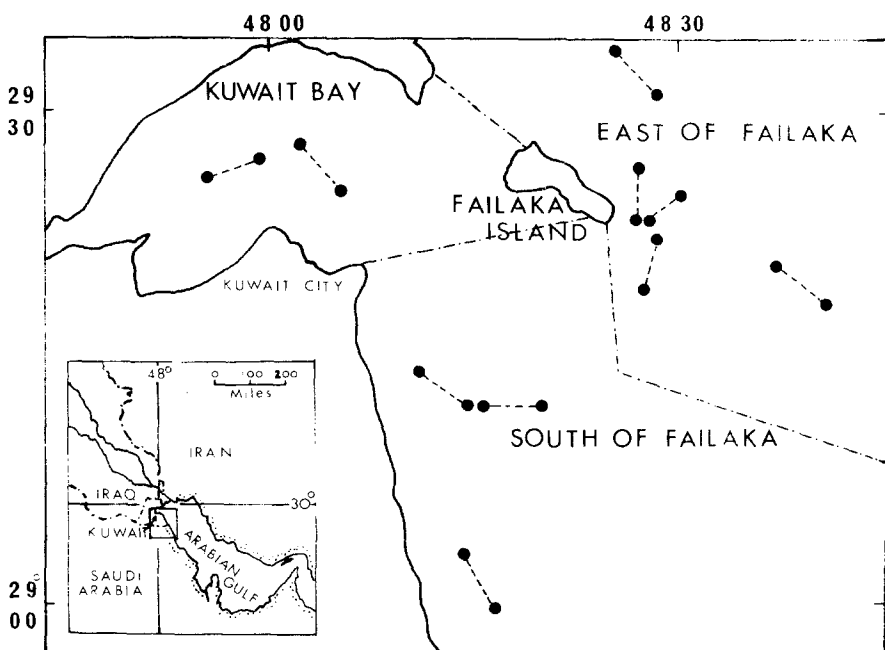 48 00
48 30
KUWAIT BAY
29
30
EAST OF FAILAKA
FAILAKA
ISLAND
KUWAIT CITY
48°
0 100 200
Miles
IRAN
SOUTH OF FAILAKA
IRAQ
30°
KUWAIT
ARABIAN
GULF
SAUDI
ARABIA
29°
00